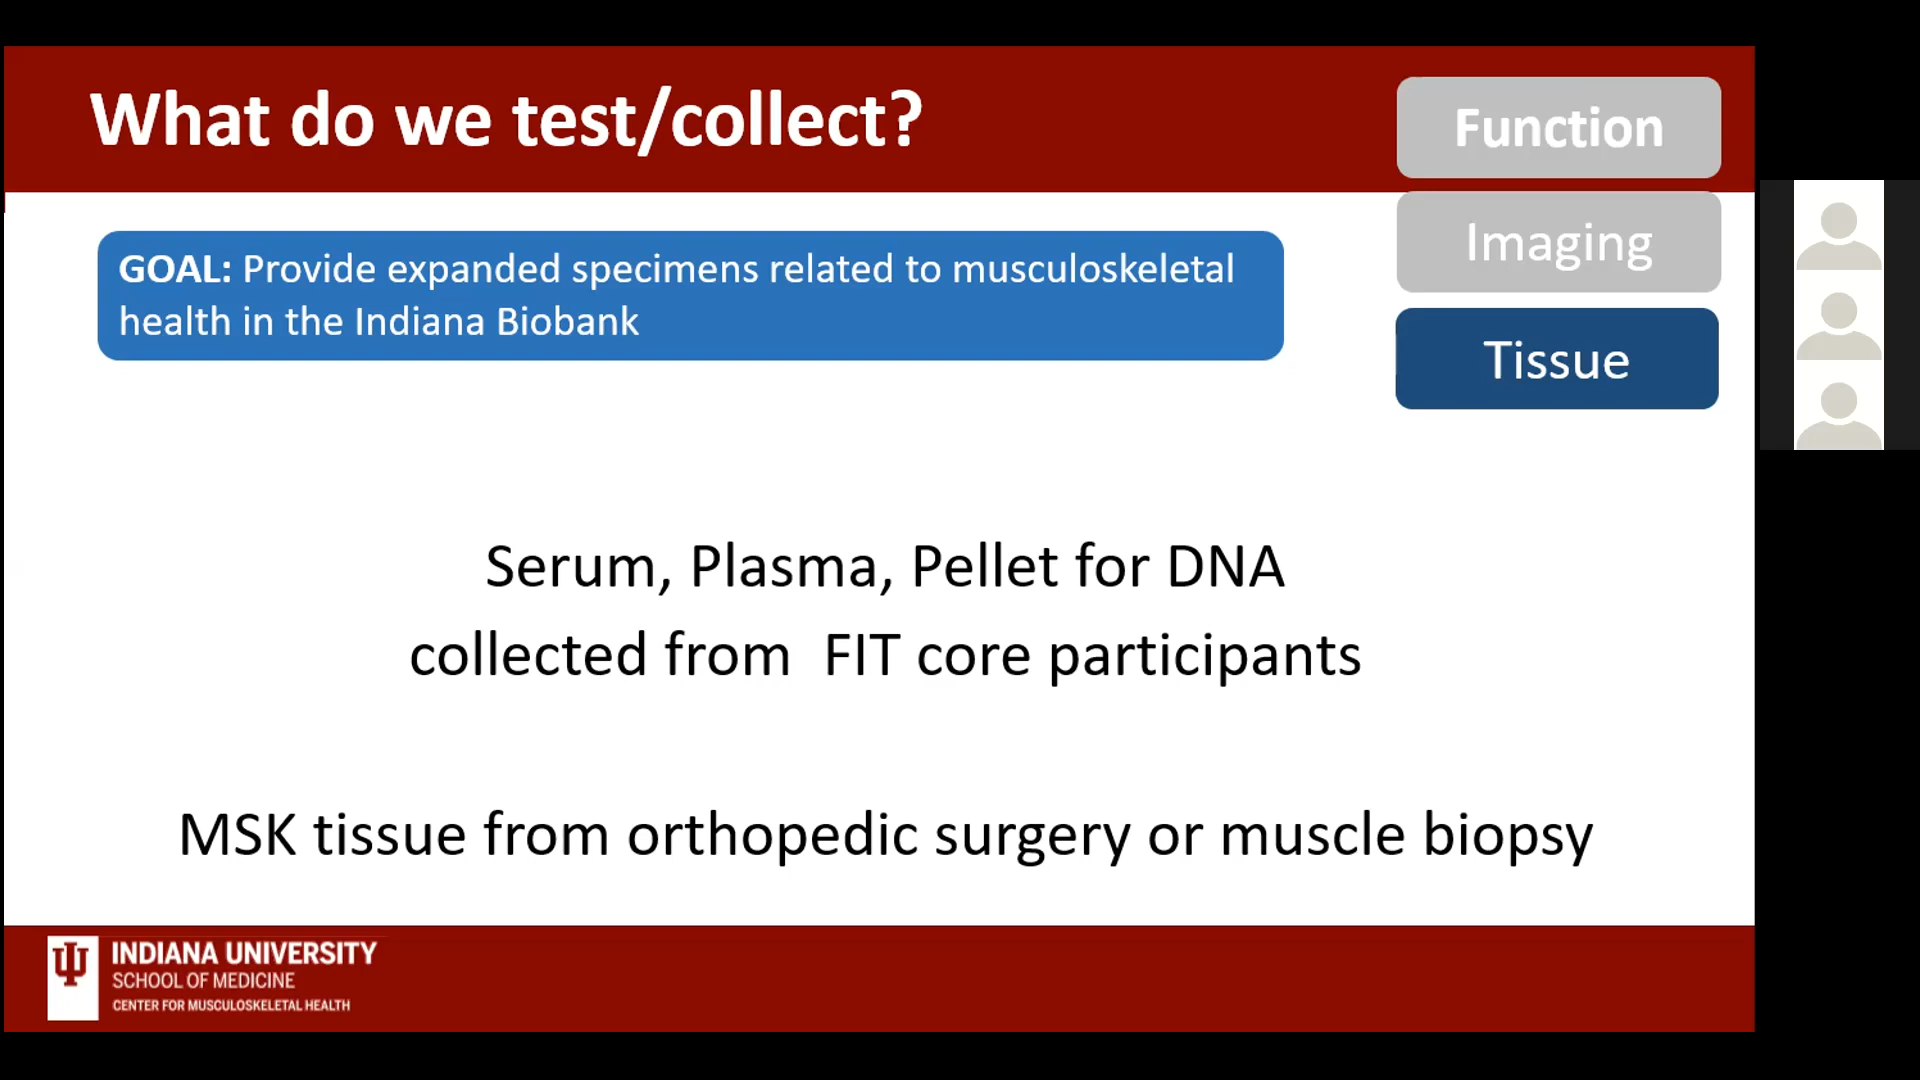 What do we test/collect?
Function
Imaging
Tissue
GOAL: Provide expanded specimens related to musculoskeletal
health in the Indiana Biobank
Serum, Plasma, Pellet for DNA
collected from  FIT core participants
MSK tissue from orthopedic surgery or muscle biopsy
INDIANA UNIVERSITY
SCHOOL OF MEDICINE
CENTER FOR MUSCULOSKELETAL HEALTH